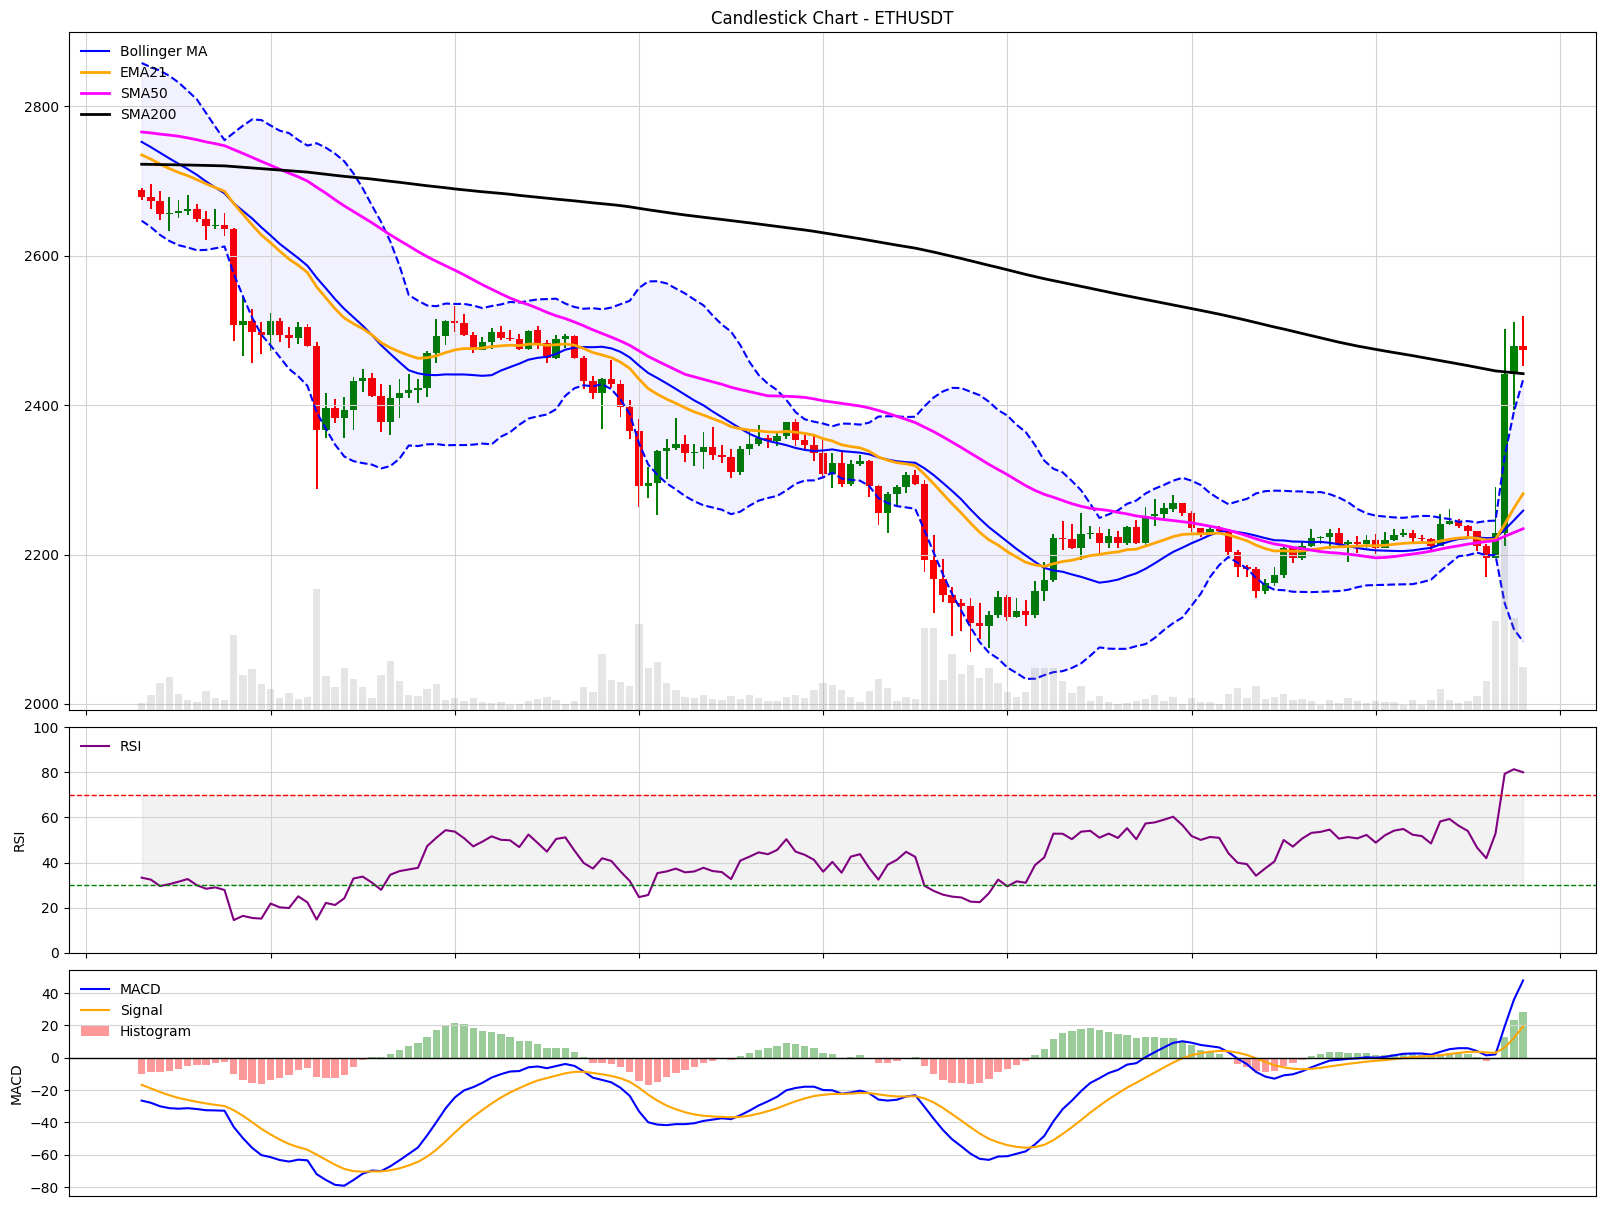 Candlestick Chart - ETHUSDT
Bollinger MA
EMA21
SMA50
SMA200
2800
2600
2400
2200
2000
RSI
100
80
60
40
20
0
RSI
MACD
Signal
Histogram
40
20
0
−20
−40
−60
−80
MACD